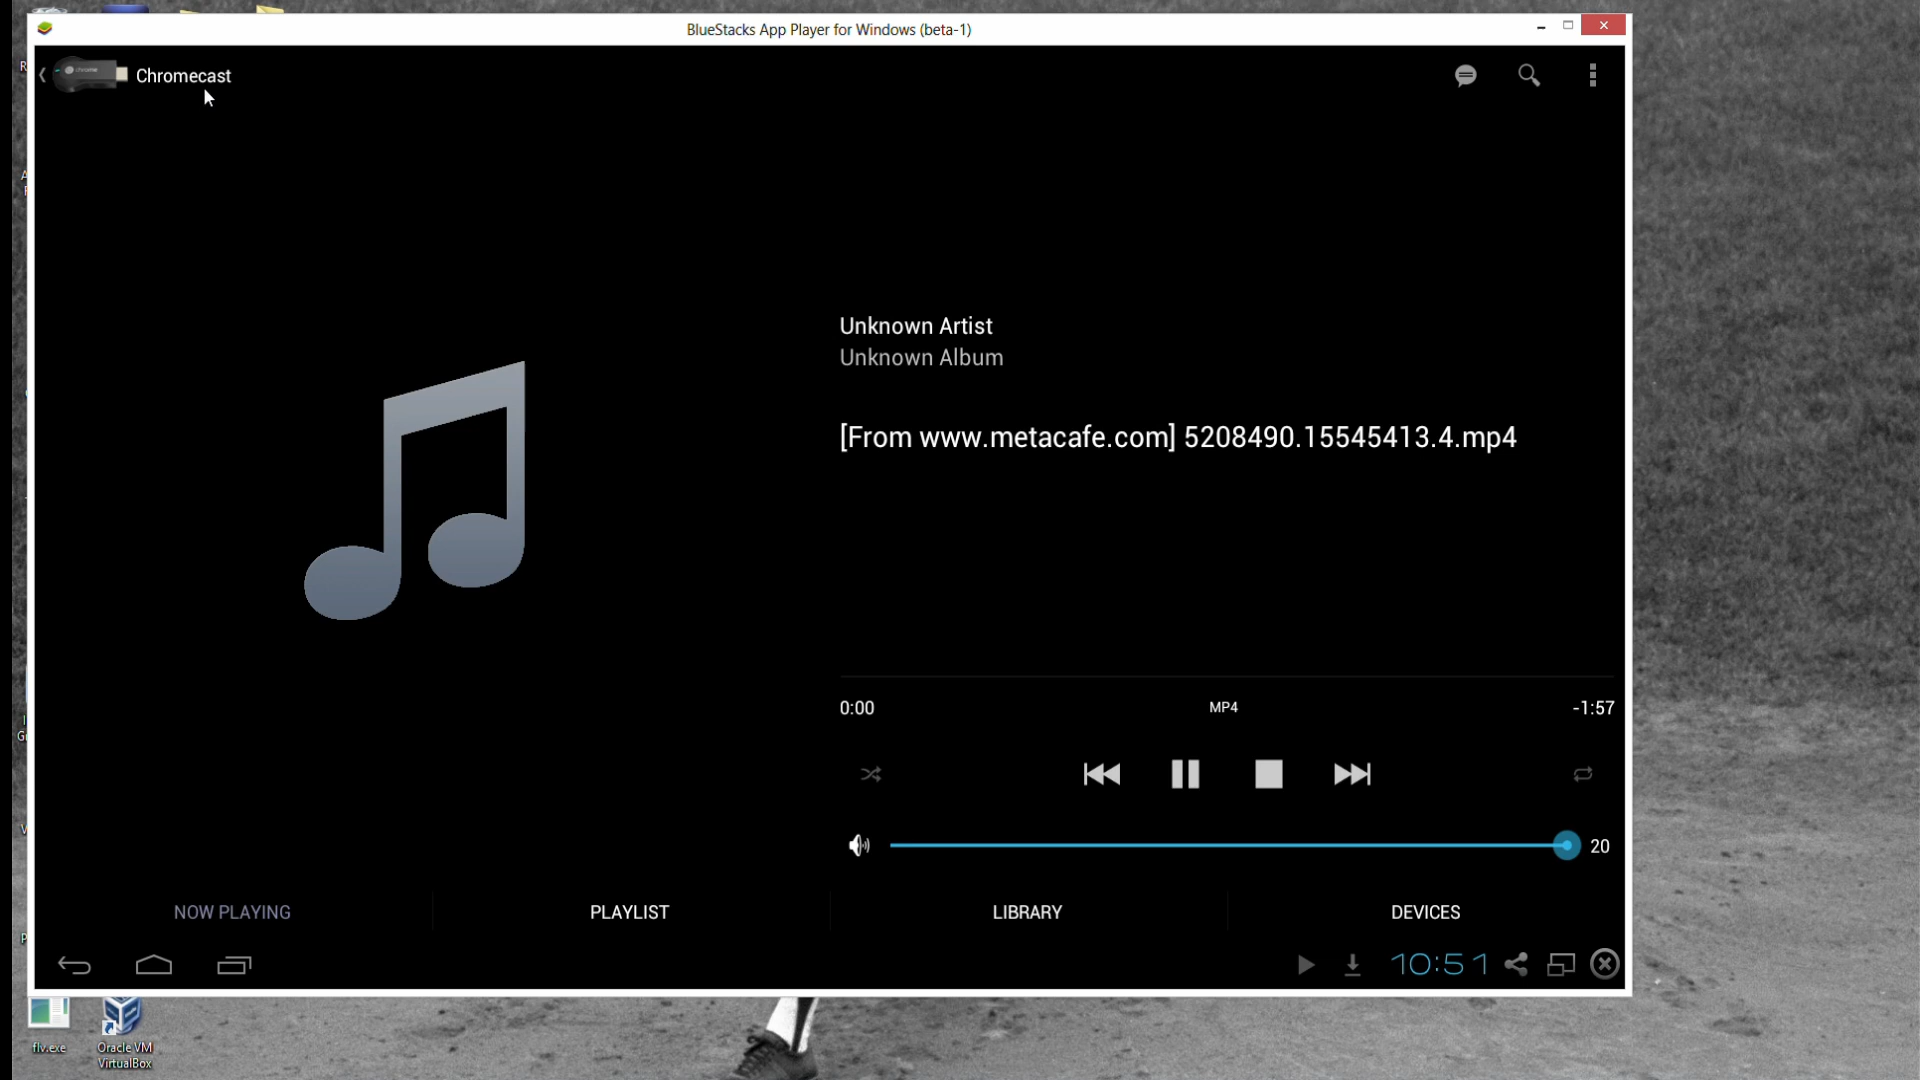 BlueStacks App Player for Windows (beta-1)
chrome
Chromecast
Unknown Artist
Unknown Album
[From www.metacafe.com] 5208490.15545413.4.mp4
0:00
MP4
-1:57
20
NOW PLAYING
PLAYLIST
LIBRARY
DEVICES
10:51
flv.exe
Oracle VM
VirtualBox